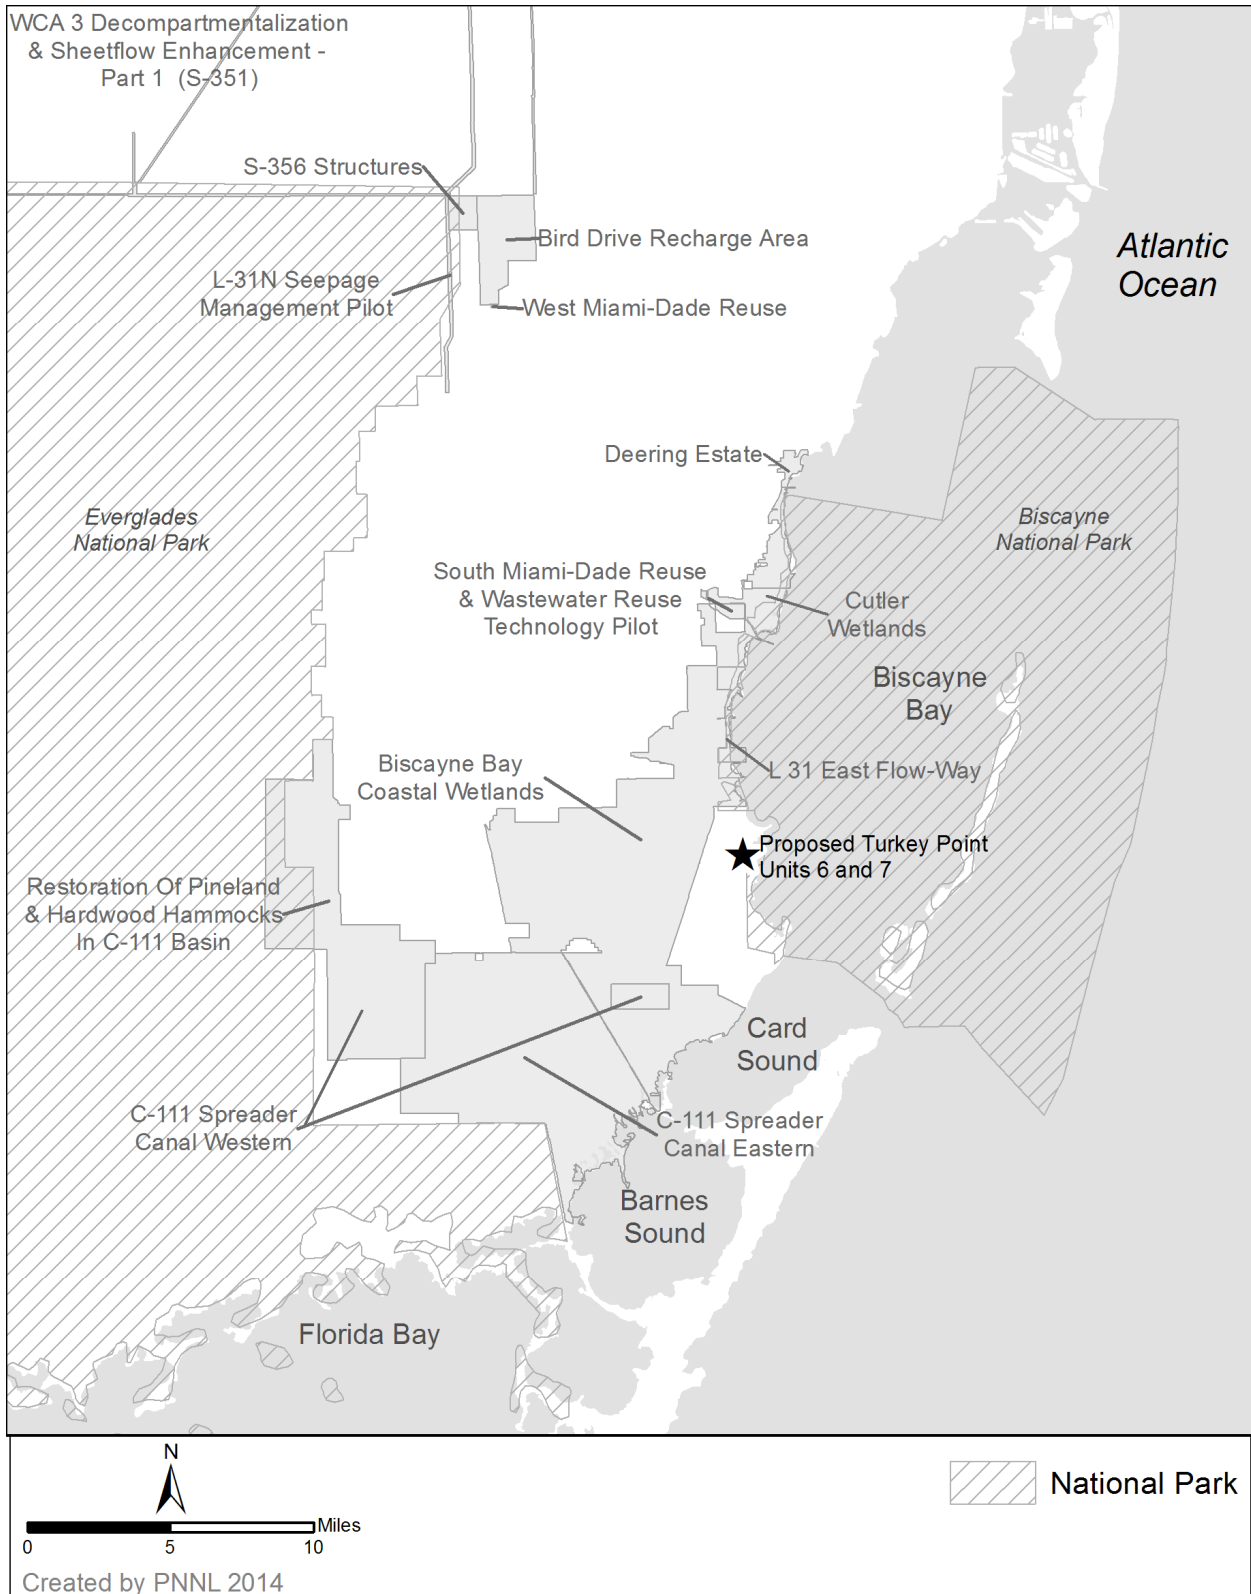 WCA 3 Decompartmentalization
& Sheetflow Enhancement -
Part 1 (S-351)
S-356 Structures
Bird Drive Recharge Area
Atlantic
Ocean
L-31N Seepage
Management Pilot
West Miami-Dade Reuse
Deering Estate
Everglades
National Park
Biscayne
National Park
South Miami-Dade Reuse
& Wastewater Reuse
Technology Pilot
Cutler
Wetlands
Biscayne
Bay
Biscayne Bay
Coastal Wetlands
L 31 East Flow-Way
Proposed Turkey Point
Units 6 and 7
Restoration Of Pineland
& Hardwood Hammocks
In C-111 Basin
Card
Sound
C-111 Spreader
Canal Western
C-111 Spreader
Canal Eastern
Barnes
Sound
Florida Bay
N
Miles
0 5 10
National Park
Created by PNNL 2014